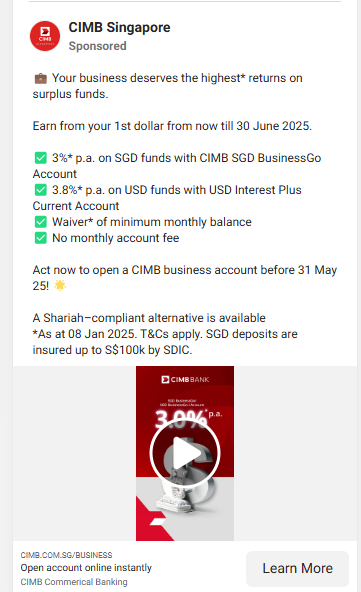 CIMB Singapore
Sponsored
💼 Your business deserves the highest* returns on
surplus funds.
Earn from your 1st dollar from now till 30 June 2025.
✅ 3%* p.a. on SGD funds with CIMB SGD BusinessGo
Account
✅ 3.8%* p.a. on USD funds with USD Interest Plus
Current Account
✅ Waiver* of minimum monthly balance
✅ No monthly account fee
Act now to open a CIMB business account before 31 May
25! 🌟
A Shariah–compliant alternative is available
*As at 08 Jan 2025. T&Cs apply. SGD deposits are
insured up to S$100k by SDIC.
CIMB BANK
SGD BusinessGo
SGD BusinessGo-i Account
3.0%* p.a.
CIMB.COM.SG/BUSINESS
Open account online instantly
CIMB Commerical Banking
Learn More